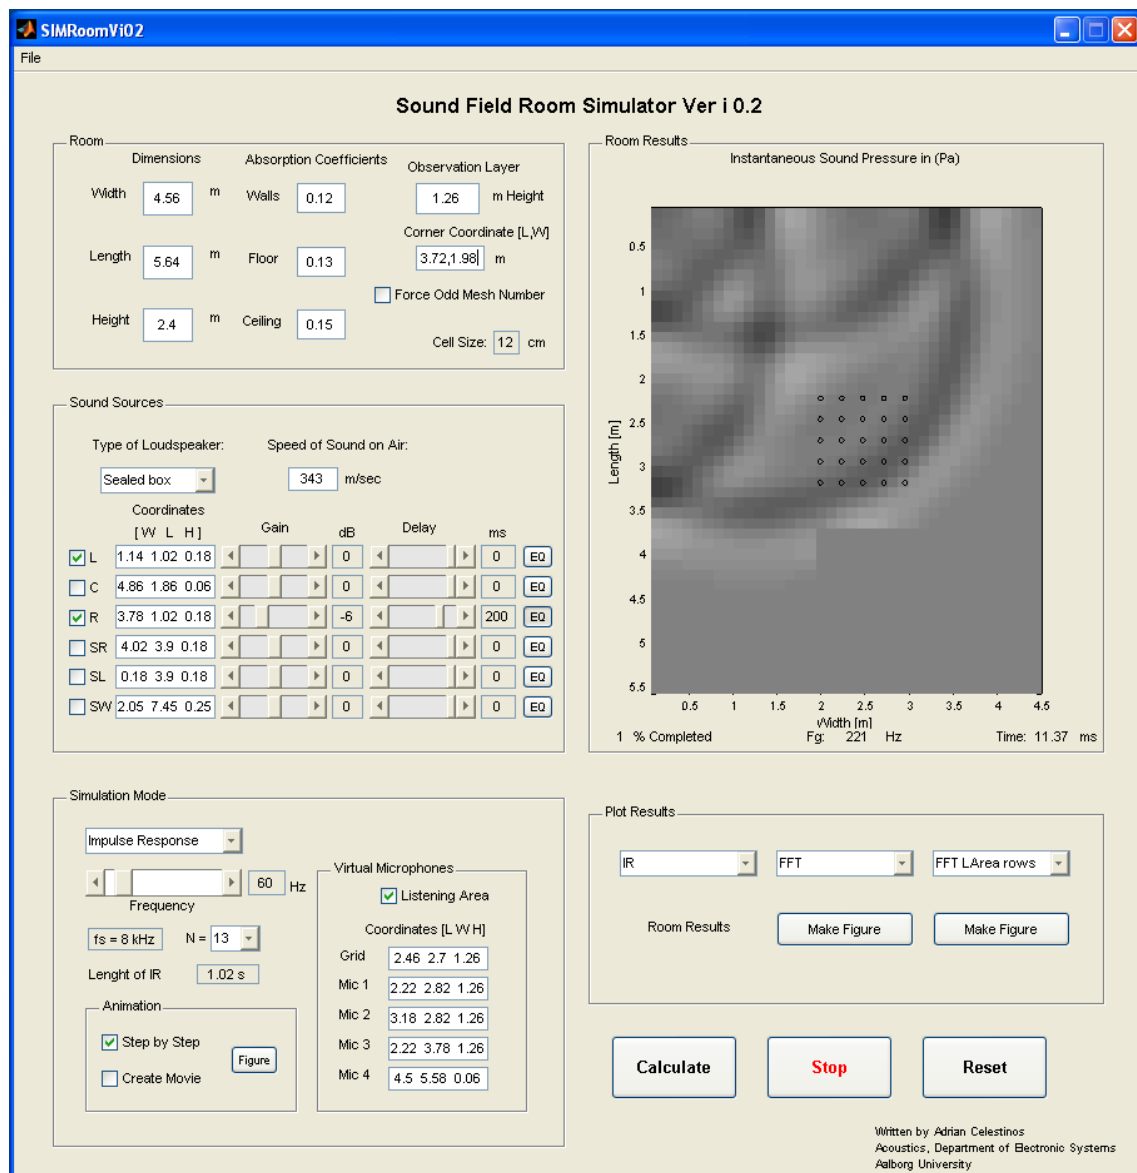 SIMRoomVi02
File
Sound Field Room Simulator Ver i 0.2
Room
Dimensions
Absorption Coefficients
Observation Layer
Width 4.56 m
Walls 0.12
1.26 m Height
Corner Coordinate [L,W]
Length 5.64 m
Floor 0.13
3.72,1.98 m
Force Odd Mesh Number
Height 2.4 m
Ceiling 0.15
Cell Size: 12 cm
Sound Sources
Type of Loudspeaker:
Speed of Sound on Air:
Sealed box
343 m/sec
Coordinates
[ W L H ] Gain dB Delay ms
L 1.14 1.02 0.18 0 0 EQ
C 4.86 1.86 0.06 0 0 EQ
R 3.78 1.02 0.18 -6 200 EQ
SR 4.02 3.9 0.18 0 0 EQ
SL 0.18 3.9 0.18 0 0 EQ
SW 2.05 7.45 0.25 0 0 EQ
Simulation Mode
Impulse Response
60 Hz
Frequency
fs = 8 kHz N = 13
Lenght of IR 1.02 s
Animation
Step by Step
Figure
Create Movie
Virtual Microphones
Listening Area
Coordinates [L W H]
Grid 2.46 2.7 1.26
Mic 1 2.22 2.82 1.26
Mic 2 3.18 2.82 1.26
Mic 3 2.22 3.78 1.26
Mic 4 4.5 5.58 0.06
Room Results
Instantaneous Sound Pressure in (Pa)
0.5
1
1.5
2
2.5
3
3.5
4
4.5
5
5.5
Length [m]
0.5 1 1.5 2 2.5 3 3.5 4 4.5
Width [m]
1 % Completed Fg: 221 Hz Time: 11.37 ms
Plot Results
IR FFT FFT LArea rows
Room Results Make Figure Make Figure
Calculate Stop Reset
Written by Adrian Celestinos
Acoustics, Department of Electronic Systems
Aalborg University